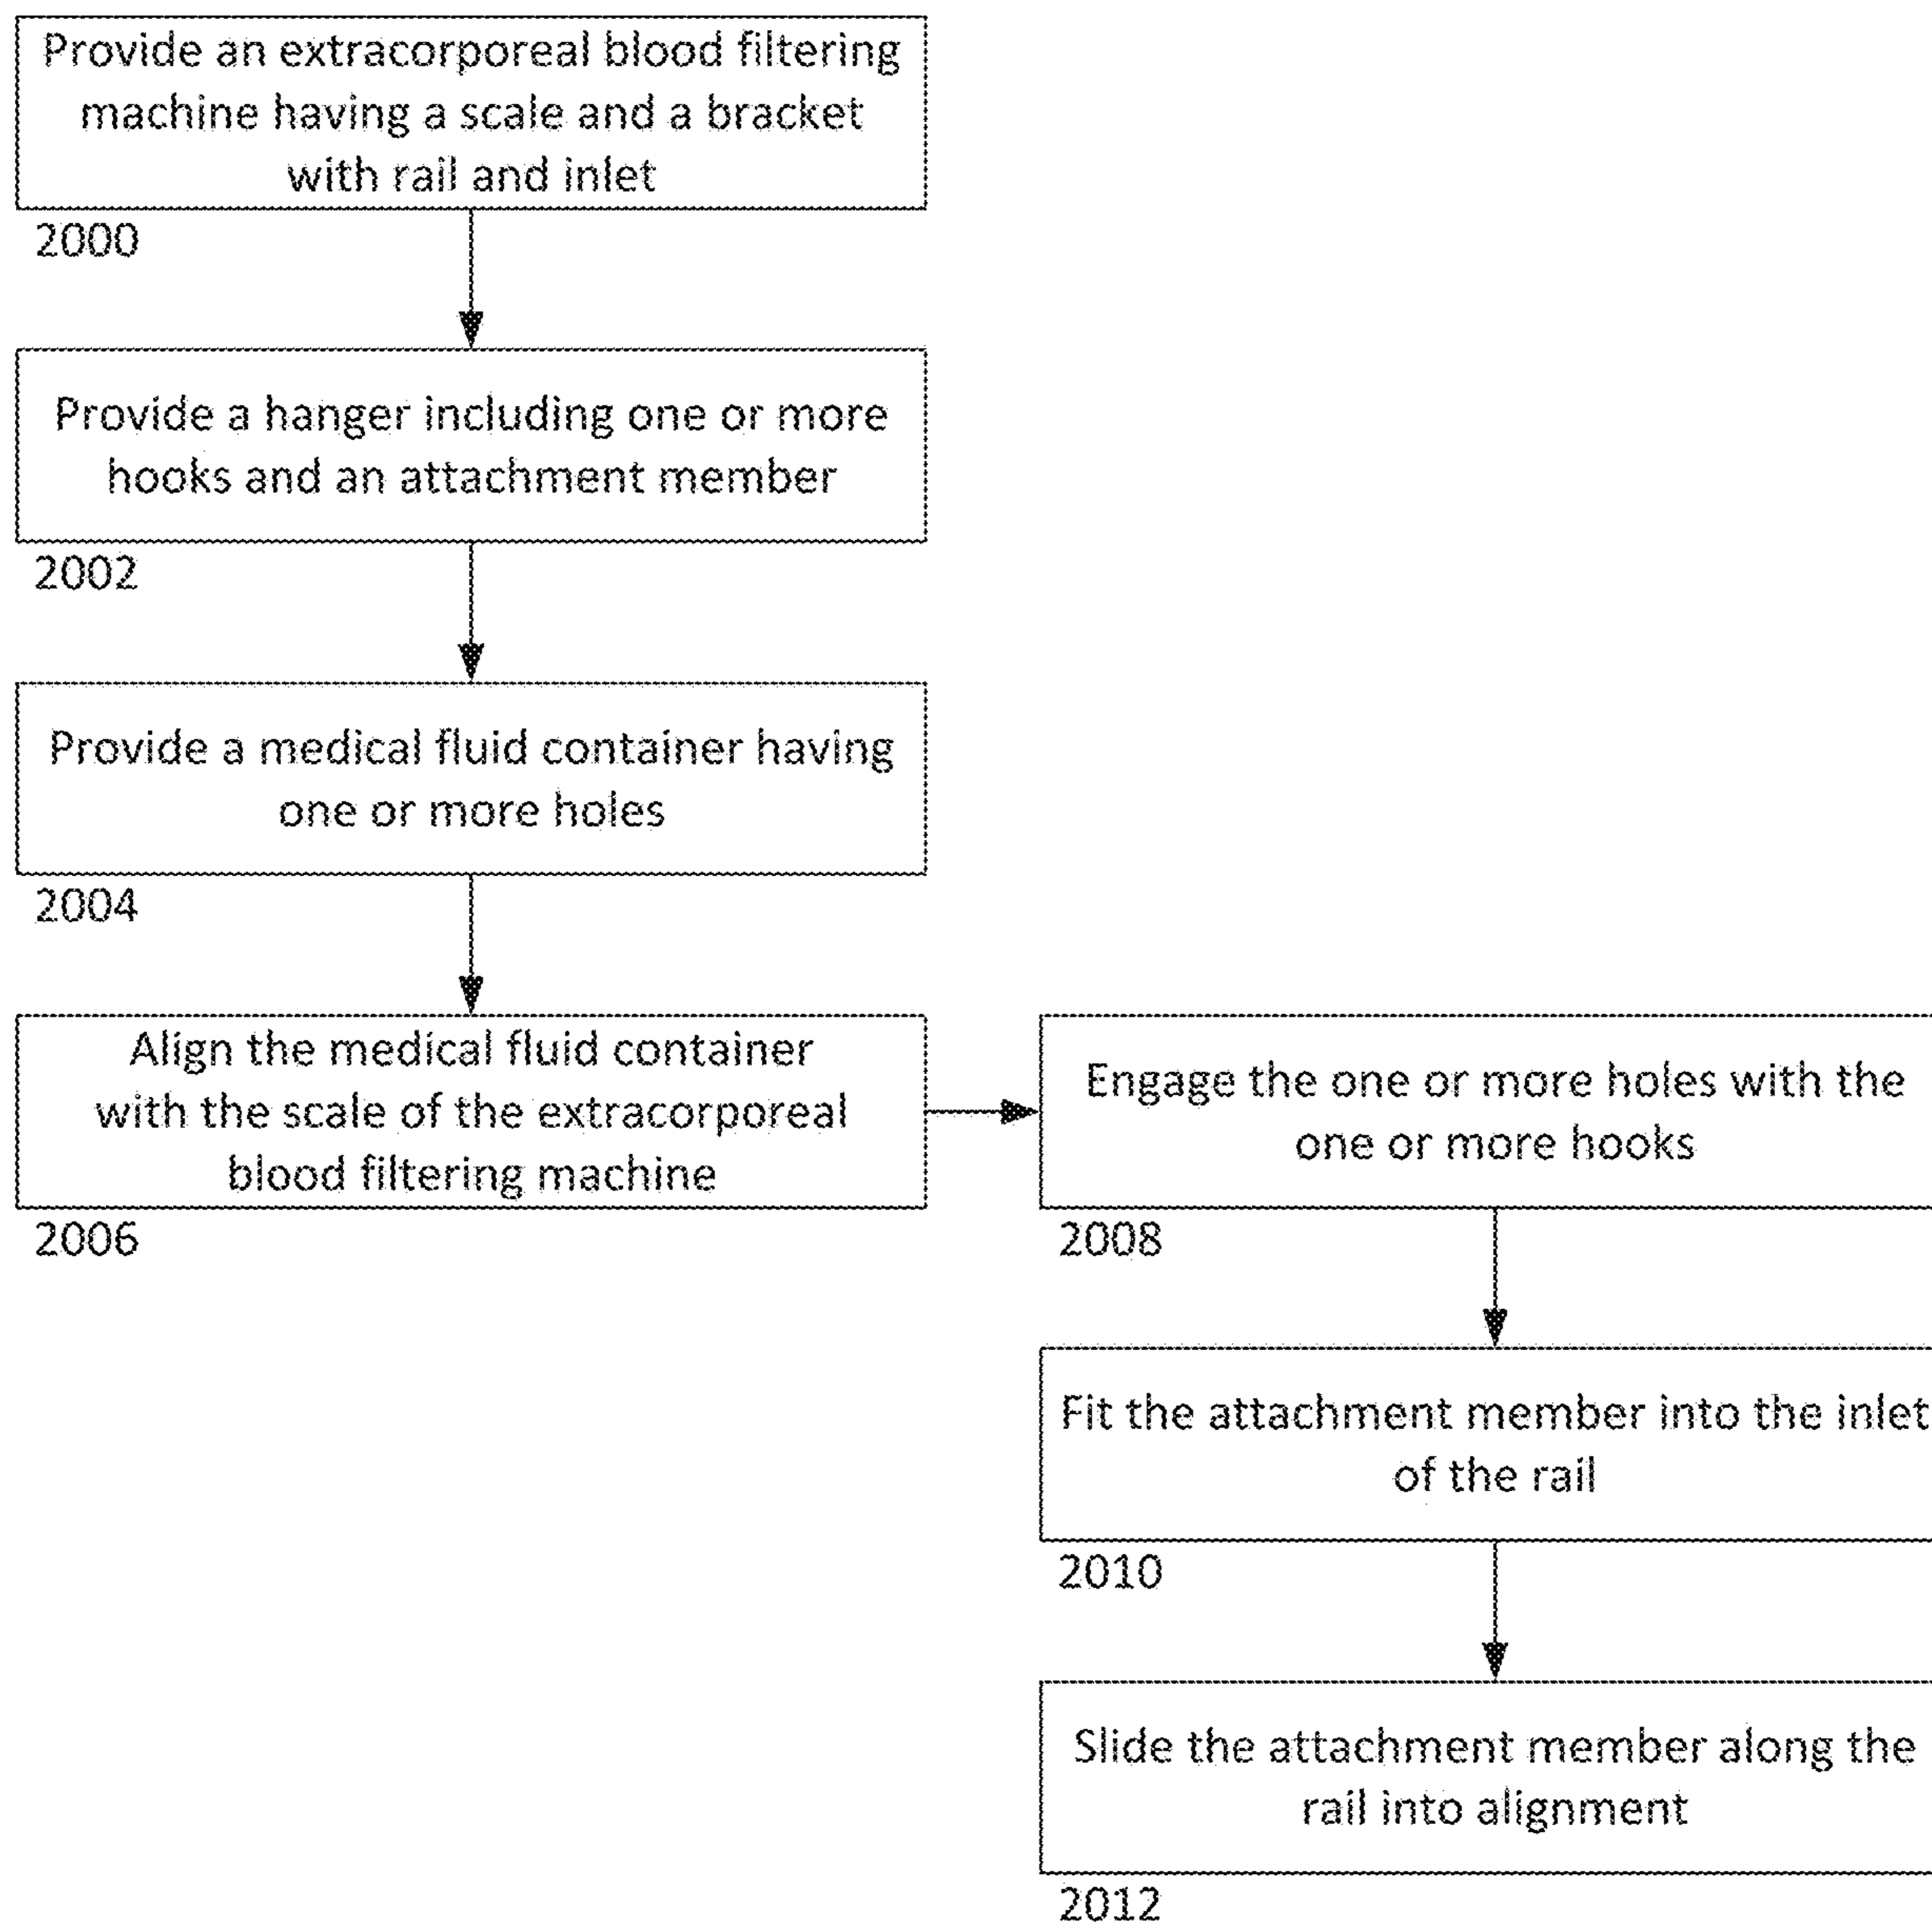 Provide an extracorporeal blood filtering
machine having a scale and a bracket
with rail and inlet
2000
Provide a hanger including one or more
hooks and an attachment member
2002
Provide a medical fluid container having
one or more holes
2004
Align the medical fluid container
with the scale of the extracorporeal
blood filtering machine
2006
Engage the one or more holes with the
one or more hooks
2008
Fit the attachment member into the inlet
of the rail
2010
Slide the attachment member along the
rail into alignment
2012